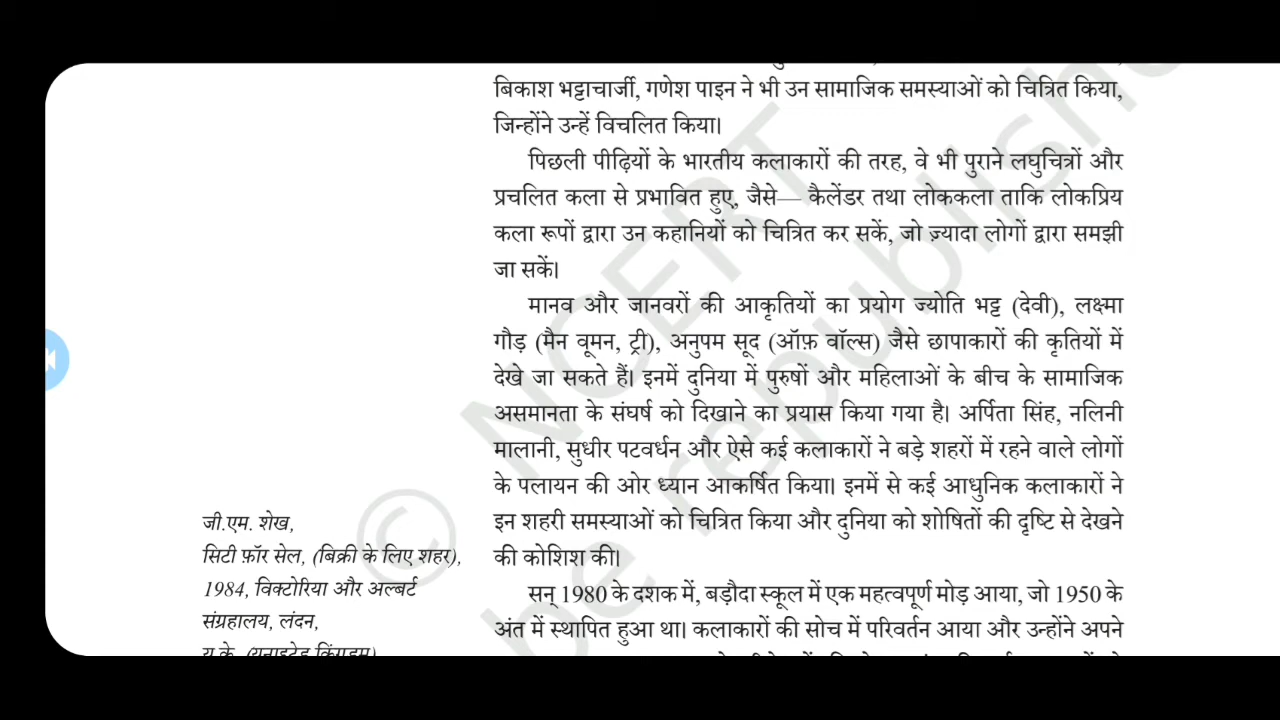 बिकाश भट्टाचार्जी, गणेश पाइन ने भी उन सामाजिक समस्याओं को चित्रित किया,
जिन्होंने उन्हें विचलित किया।
पिछली पीढ़ियों के भारतीय कलाकारों की तरह, वे भी पुराने लघुचित्रों और
प्रचलित कला से प्रभावित हुए, जैसे— कैलेंडर तथा लोककला ताकि लोकप्रिय
कला रूपों द्वारा उन कहानियों को चित्रित कर सकें, जो ज़्यादा लोगों द्वारा समझी
जा सकें।
मानव और जानवरों की आकृतियों का प्रयोग ज्योति भट्ट (देवी), लक्ष्मा
गौड़ (मैन वूमन, ट्री), अनुपम सूद (ऑफ़ वॉल्स) जैसे छापाकारों की कृतियों में
देखे जा सकते हैं। इनमें दुनिया में पुरुषों और महिलाओं के बीच के सामाजिक
असमानता के संघर्ष को दिखाने का प्रयास किया गया है। अर्पिता सिंह, नलिनी
मालानी, सुधीर पटवर्धन और ऐसे कई कलाकारों ने बड़े शहरों में रहने वाले लोगों
के पलायन की ओर ध्यान आकर्षित किया। इनमें से कई आधुनिक कलाकारों ने
इन शहरी समस्याओं को चित्रित किया और दुनिया को शोषितों की दृष्टि से देखने
की कोशिश की।
सन् 1980 के दशक में, बड़ौदा स्कूल में एक महत्वपूर्ण मोड़ आया, जो 1950 के
अंत में स्थापित हुआ था। कलाकारों की सोच में परिवर्तन आया और उन्होंने अपने
जी.एम. शेख,
सिटी फ़ॉर सेल, (बिक्री के लिए शहर),
1984, विक्टोरिया और अल्बर्ट
संग्रहालय, लंदन,
यू.के. (यूनाइटेड किंगडम)
© NCERT
be republished